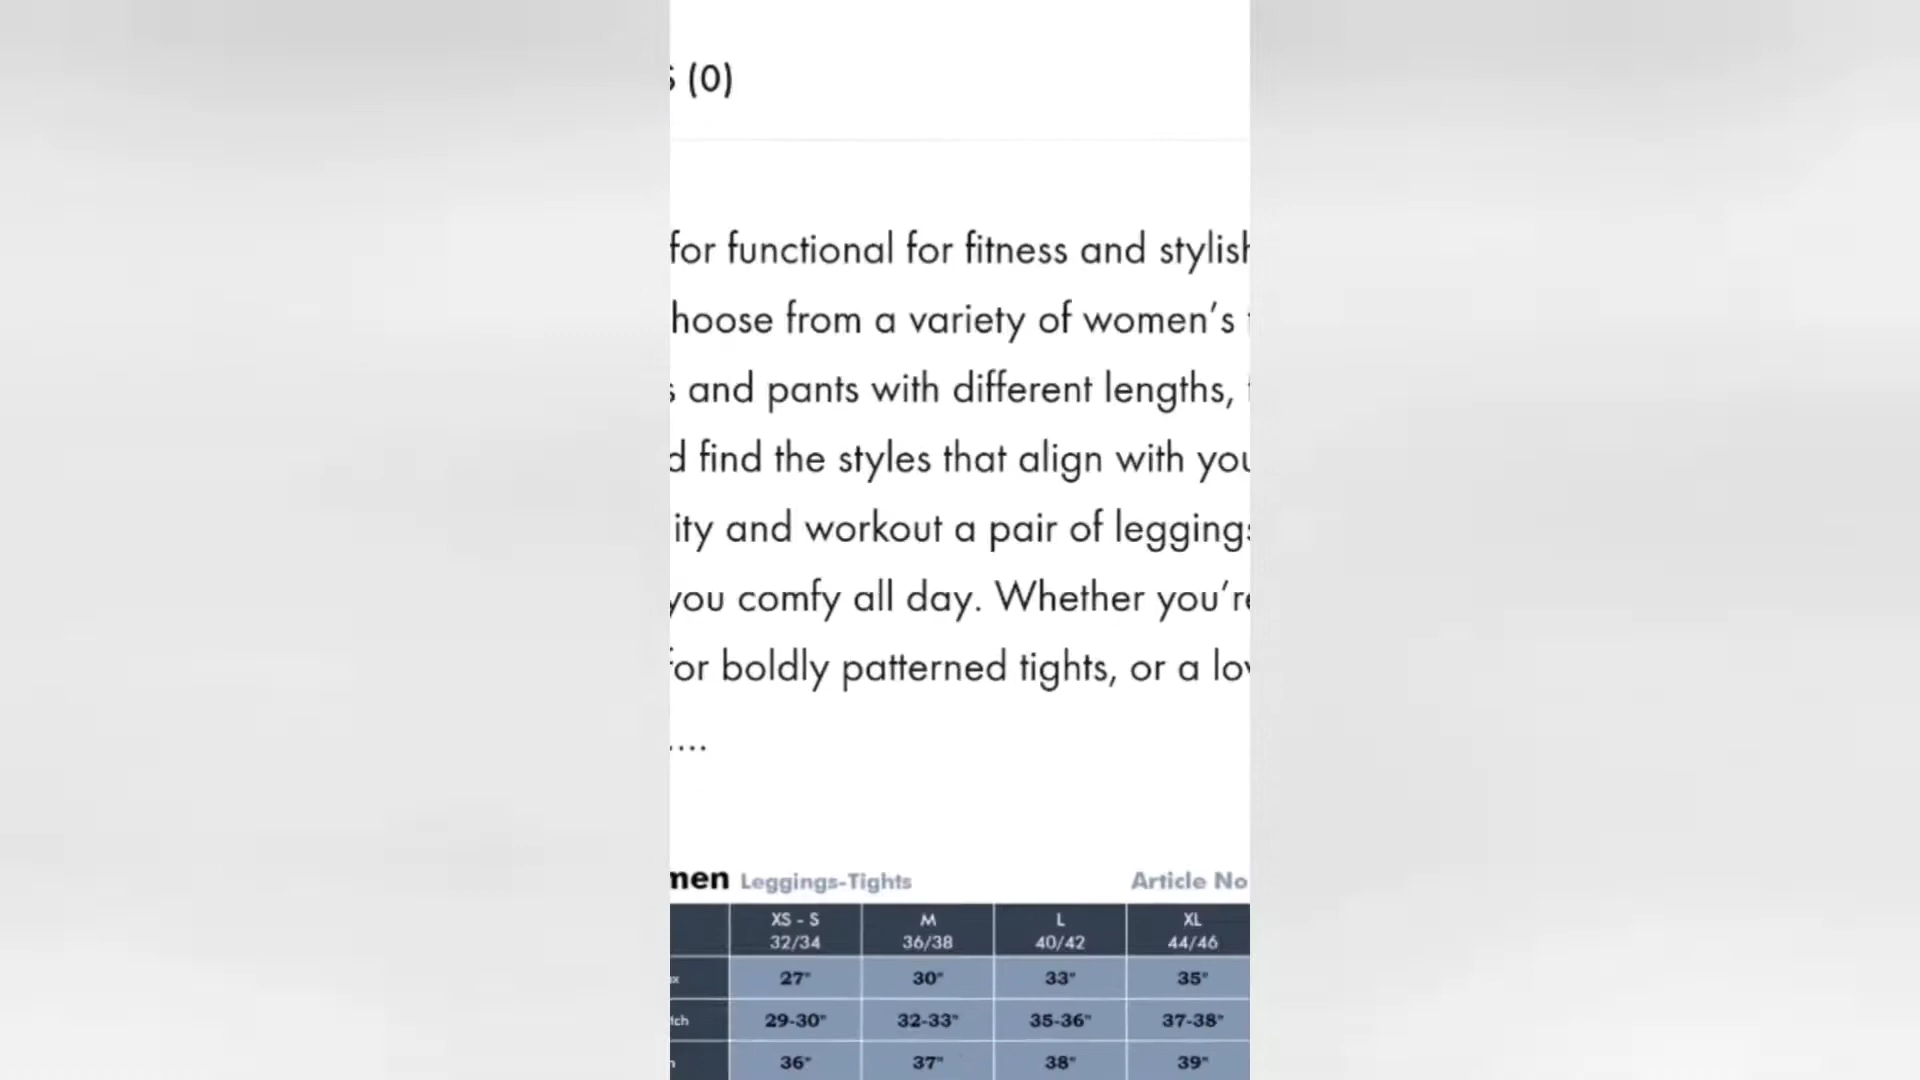 (0)
for functional for fitness and stylish
hoose from a variety of women’s
and pants with different lengths,
d find the styles that align with you
ity and workout a pair of leggings
you comfy all day. Whether you’re
for boldly patterned tights, or a lov
....
men Leggings-Tights Article No
XS - S M L XL
32/34 36/38 40/42 44/46
x 27" 30" 33" 35"
tch 29-30" 32-33" 35-36" 37-38"
36" 37" 38" 39"